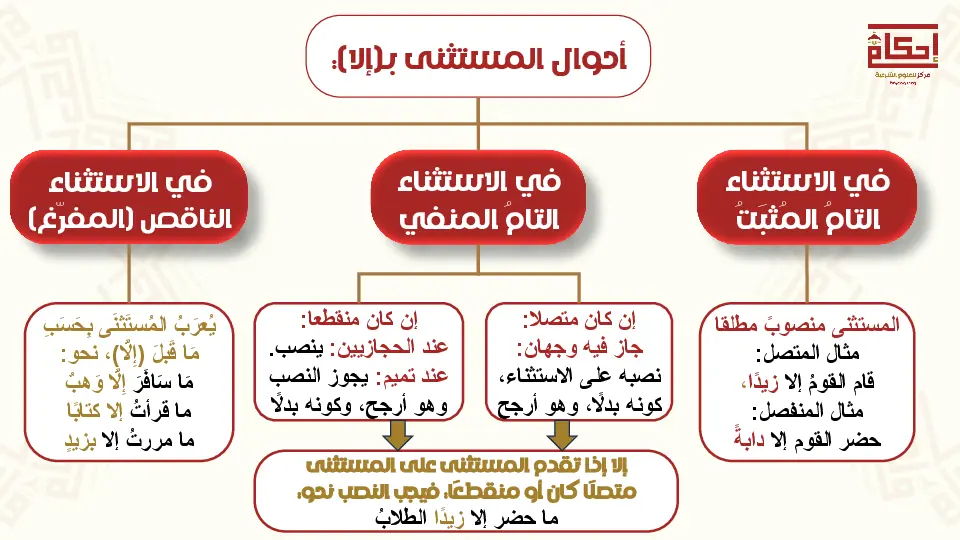 أحوال المستثنى بـ(إلا):
إحكام
مركز للعلوم الشرعية
في الاستثناء
التامُ المُثبَتُ
في الاستثناء
التامُ المنفي
في الاستثناء
الناقص (المفرّغ)
المستثنى منصوبً مطلقا
مثال المتصل:
قام القومُ إلا زيدًا،
مثال المنفصل:
حضر القوم إلا دابةً
إن كان متصلا:
جاز فيه وجهان:
نصبه على الاستثناء،
كونه بدلًا، وهو أرجح
إن كان منقطعا:
عند الحجازيين: ينصب.
عند تميم: يجوز النصب
وهو أرجح، وكونه بدلًا
يُعرَبُ المُستَثنَى بِحَسَبِ
مَا قَبلَ (إِلَّا)، نحو:
مَا سَافَرَ إِلَّا وَهبٌ
ما قرأتُ إلا كتابًا
ما مررتُ إلا بزيدٍ
إلا إذا تقدم المستثنى على المستثنى
متصلًا كان أو منقطعًا، فيجب النصب نحو:
ما حضر إلا زيدًا الطلابُ